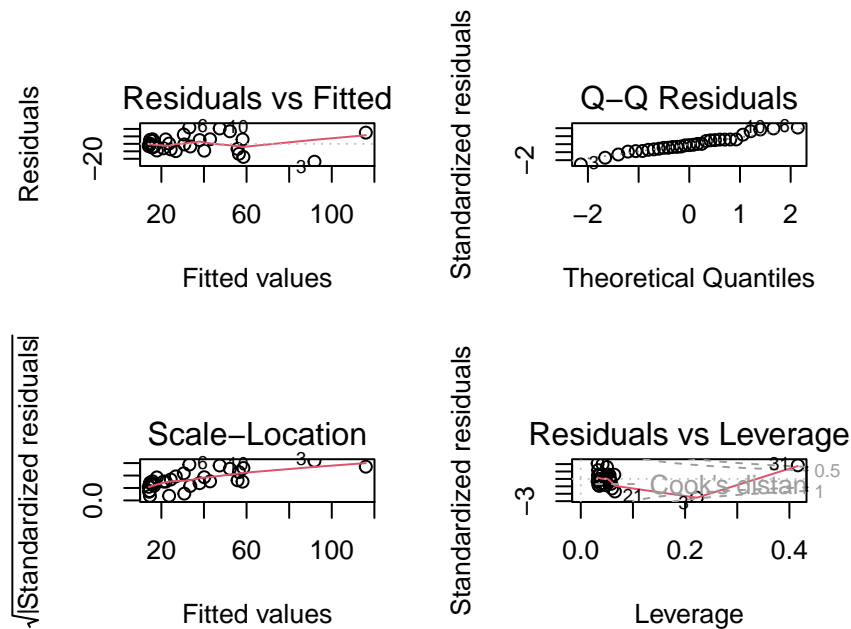 Residuals vs Fitted
Residuals
−20
6
10
3
20 60 100
Fitted values
Q−Q Residuals
Standardized residuals
−2
3
10 6
−2 0 1 2
Theoretical Quantiles
Scale−Location
√|Standardized residuals|
0.0
6
10
3
20 60 100
Fitted values
Residuals vs Leverage
Standardized residuals
−3
21
3
31
Cook's distan
0.5
1
0.0 0.2 0.4
Leverage